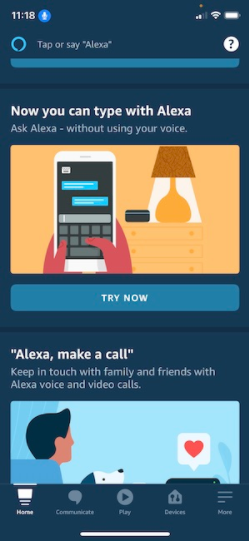 11:18
Tap or say "Alexa"
?
Now you can type with Alexa
Ask Alexa - without using your voice.
TRY NOW
"Alexa, make a call"
Keep in touch with family and friends with
Alexa voice and video calls.
Home Communicate Play Devices More